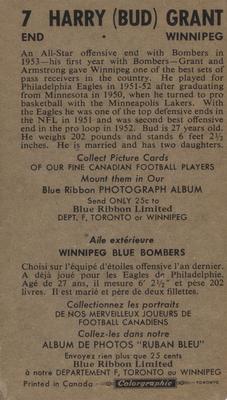 7 HARRY (BUD) GRANT
END • WINNIPEG
An All-Star offensive end with Bombers in
1953—his first year with Bombers—Grant and
Armstrong gave Winnipeg one of the best sets of
pass receivers in the country. He played for
Philadelphia Eagles in 1951-52 after graduating
from Minnesota in 1950, when he turned to pro
basketball with the Minneapolis Lakers. With
the Eagles he was one of the top defensive ends in
the NFL in 1951 and was second best offensive
end in the pro loop in 1952. Bud is 27 years old.
He weighs 202 pounds and stands 6 feet 2½
inches. He is married and has two daughters.
Collect Picture Cards
OF OUR FINE CANADIAN FOOTBALL PLAYERS
Mount them in Our
Blue Ribbon PHOTOGRAPH ALBUM
Send ONLY 25c to
Blue Ribbon Limited
DEPT. F, TORONTO or WINNIPEG
Aile extérieure
WINNIPEG BLUE BOMBERS
Choisi sur l'équipé d'étoiles offensive l'an dernier.
A déjà joué pour les Eagles de Philadelphie.
Agé de 27 ans, il mesure 6' 2½" et pèse 202
livres. Il est marié et père de deux fillettes.
Collectionnez les portraits
DE NOS MERVEILLEUX JOUEURS DE
FOOTBALL CANADIENS
Collez-les dans notre
ALBUM DE PHOTOS "RUBAN BLEU"
Envoyez rien plus que 25 cents
Blue Ribbon Limited
à notre DEPARTEMENT F, TORONTO ou WINNIPEG
Printed in Canada Colorgraphic TORONTO